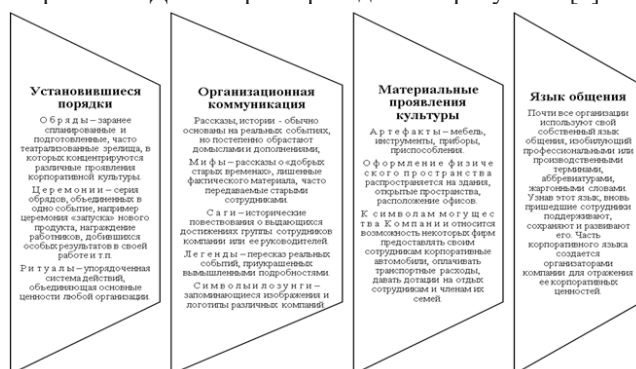 Установившиеся
порядки
Обряды—заранее
спланированные и
подготовленные, часто
театрализованные зрелища, в
которых концентрируются
различные проявления
корпоративной культуры.
Церемонии—серия
обрядов, объединенных в
одно событие, например
церемония «запуска» нового
продукта, награждение
работников, добившихся
особых результатов в своей
работе и т.п.
Ритуалы—упорядоченная
система действий,
объединяющая основные
ценности любой организации.
Организационная
коммуникация
Рассказы, истории - обычно
основаны на реальных событиях,
но постепенно обрастают
домыслами и дополнениями,
Мифы—рассказы о «добрых
старых временах», лишенные
фактического материала, часто
передаваемые старыми
сотрудниками.
Саги—исторические
повествования о выдающихся
достижениях группы сотрудников
компании или ее руководителей.
Легенды—пересказ реальных
событий, приукрашенных
вымышленными подробностями.
Символы и лозунги—
запоминающиеся изображения и
логотипы различных компаний.
Материальные
проявления
культуры
Артефакты—мебель,
инструменты, приборы,
приспособления.
Оформление физиче
ского пространства
распространяется на здания,
открытые пространства,
расположение офисов.
К символам могущес
тва Компании относится
возможность некоторых фирм
предоставлять своим
сотрудникам корпоративные
автомобили, оплачивать
транспортные расходы,
давать дотации на отдых
сотрудникам и членам их
семей.
Язык общения
Почти все организации
используют свой
собственный язык
общения, изобилующий
профессиональными или
производственными
терминами,
аббревиатурами,
жаргонными словами.
Узнав этот язык, вновь
пришедшие сотрудники
поддерживают,
сохраняют и развивают
его. Часть
корпоративного языка
создается
организаторами
компании для отражения
ее корпоративных
ценностей.